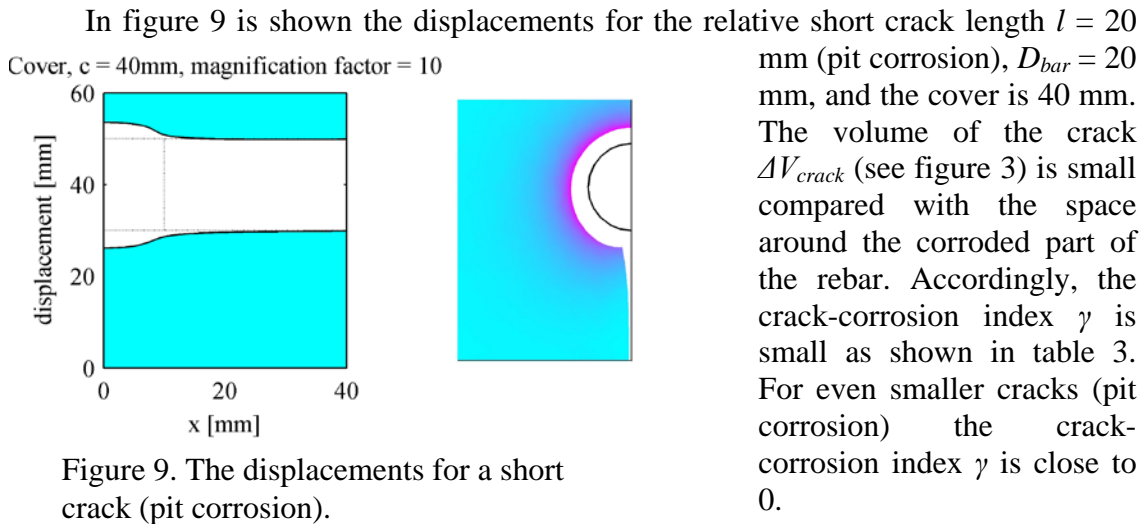 In figure 9 is shown the displacements for the relative short crack length l = 20
mm (pit corrosion), D_bar = 20
mm, and the cover is 40 mm.
The volume of the crack
ΔV_crack (see figure 3) is small
compared with the space
around the corroded part of
the rebar. Accordingly, the
crack-corrosion index γ is
small as shown in table 3.
For even smaller cracks (pit
corrosion) the crack-
corrosion index γ is close to
0.
Cover, c = 40mm, magnification factor = 10
60
40
20
0
displacement [mm]
0 20 40
x [mm]
Figure 9. The displacements for a short
crack (pit corrosion).